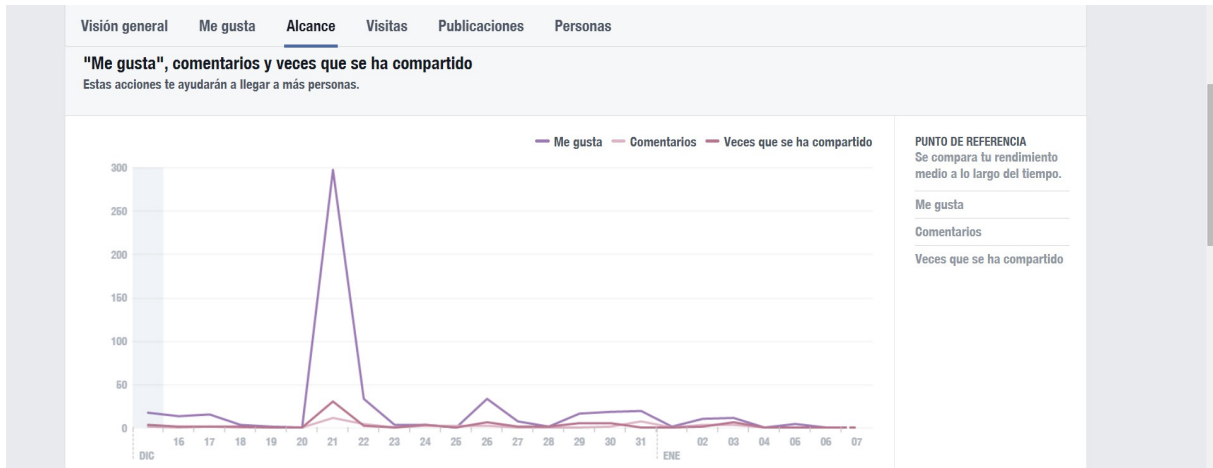 Visión general Me gusta Alcance Visitas Publicaciones Personas
"Me gusta", comentarios y veces que se ha compartido
Estas acciones te ayudarán a llegar a más personas.
Me gusta Comentarios Veces que se ha compartido
PUNTO DE REFERENCIA
Se compara tu rendimiento
medio a lo largo del tiempo.
Me gusta
Comentarios
Veces que se ha compartido
300
250
200
150
100
50
0
16 17 18 19 20 21 22 23 24 25 26 27 28 29 30 31 02 03 04 05 06 07
DIC ENE